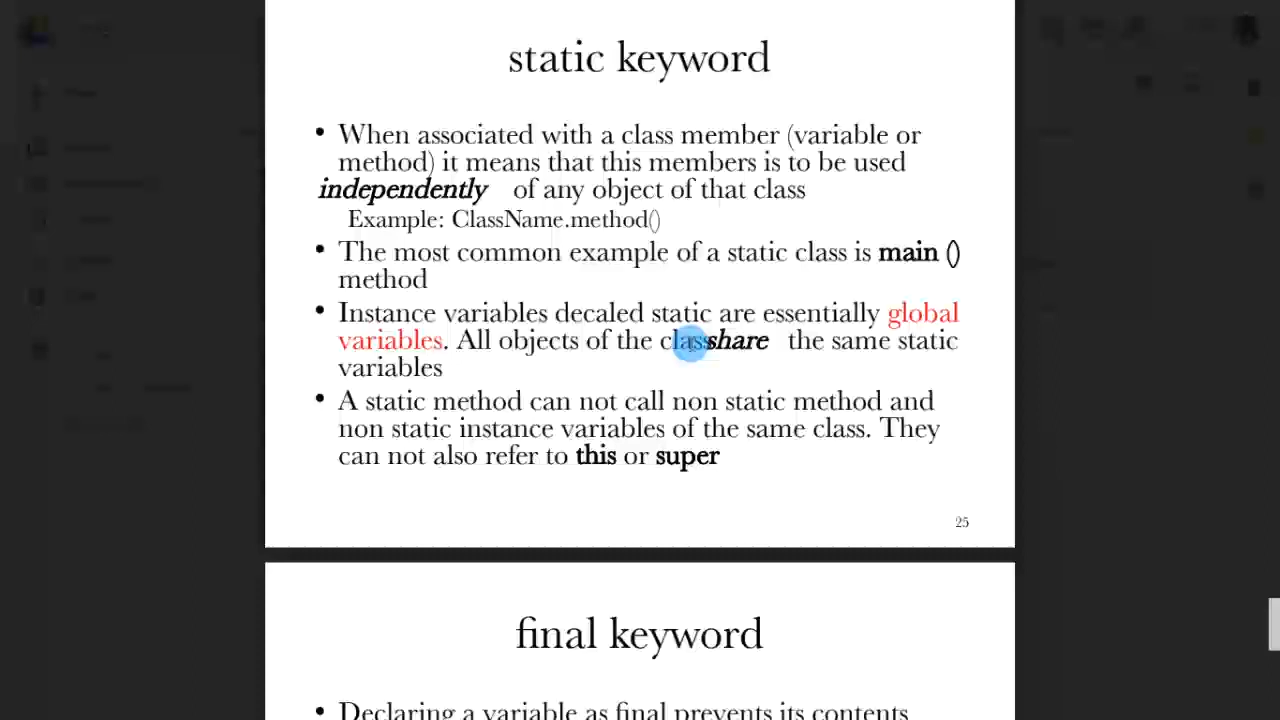 static keyword
• When associated with a class member (variable or
method) it means that this members is to be used
independently of any object of that class
Example: ClassName.method()
• The most common example of a static class is main ()
method
• Instance variables decaled static are essentially global
variables. All objects of the class share the same static
variables
• A static method can not call non static method and
non static instance variables of the same class. They
can not also refer to this or super
25
final keyword
• Declaring a variable as final prevents its contents